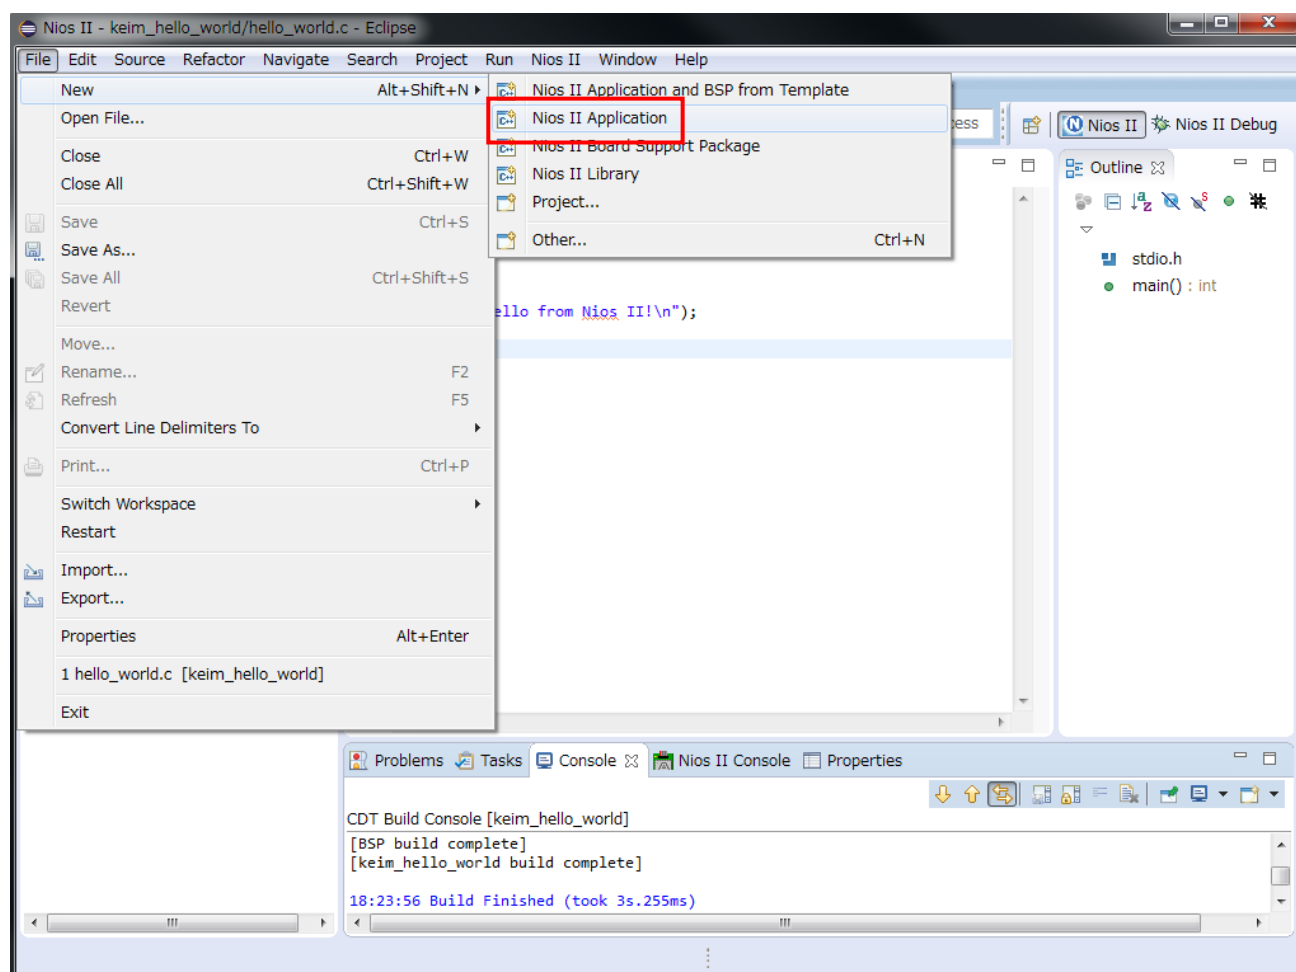 Nios II - keim_hello_world/hello_world.c - Eclipse
File Edit Source Refactor Navigate Search Project Run Nios II Window Help
New Alt+Shift+N
Open File...
Close Ctrl+W
Close All Ctrl+Shift+W
Save Ctrl+S
Save As...
Save All Ctrl+Shift+S
Revert
Move...
Rename... F2
Refresh F5
Convert Line Delimiters To
Print... Ctrl+P
Switch Workspace
Restart
Import...
Export...
Properties Alt+Enter
1 hello_world.c [keim_hello_world]
Exit
Nios II Application and BSP from Template
Nios II Application
Nios II Board Support Package
Nios II Library
Project...
Other... Ctrl+N
cess
Nios II Nios II Debug
Outline
stdio.h
main() : int
ello from Nios II!\n");
Problems Tasks Console Nios II Console Properties
CDT Build Console [keim_hello_world]
[BSP build complete]
[keim_hello_world build complete]
18:23:56 Build Finished (took 3s.255ms)